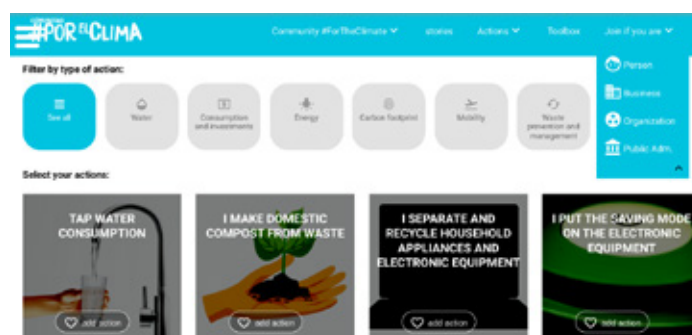 #POR EL CLIMA
Community #ForTheClimate
stories
Actions
Toolbox
Join if you are
Person
Business
Organization
Public Adm.
Filter by type of action:
See all
Water
Consumption
and investments
Energy
Carbon footprint
Mobility
Waste
prevention and
management
Select your actions:
TAP WATER
CONSUMPTION
add action
I MAKE DOMESTIC
COMPOST FROM WASTE
add action
I SEPARATE AND
RECYCLE HOUSEHOLD
APPLIANCES AND
ELECTRONIC EQUIPMENT
add action
I PUT THE SAVING MODE
ON THE ELECTRONIC
EQUIPMENT
add action